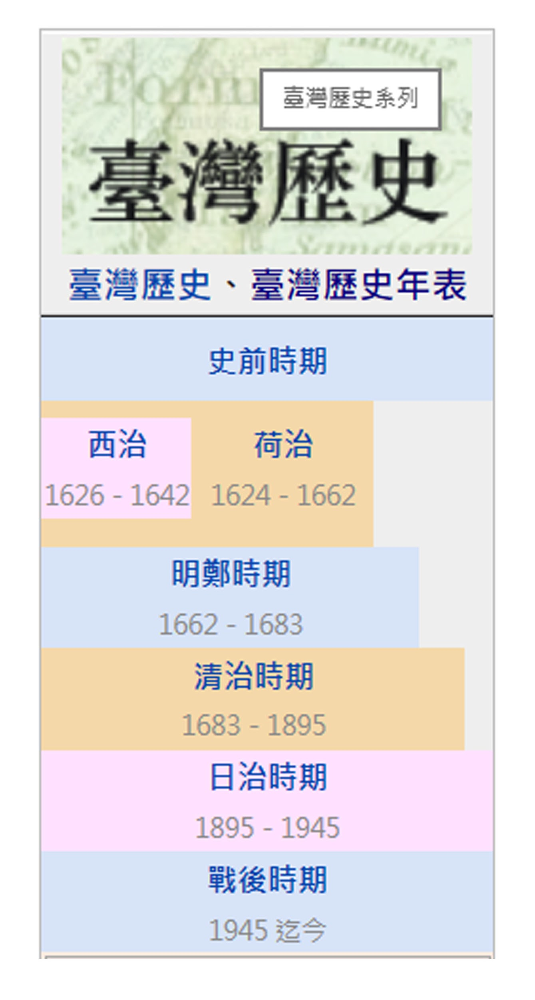 臺灣歷史系列
臺灣歷史
臺灣歷史、臺灣歷史年表
史前時期
西治 荷治
1626 - 1642 1624 - 1662
明鄭時期
1662 - 1683
清治時期
1683 - 1895
日治時期
1895 - 1945
戰後時期
1945 迄今